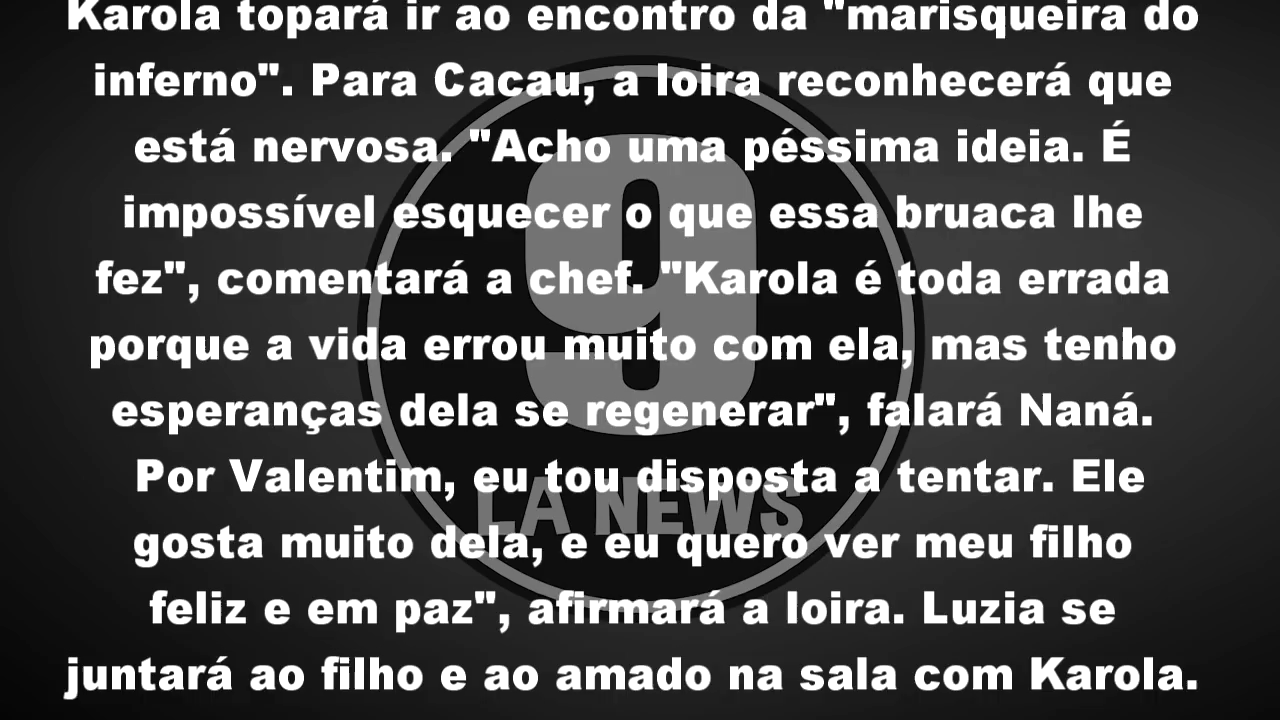 Karola topará ir ao encontro da "marisqueira do
inferno". Para Cacau, a loira reconhecerá que
está nervosa. "Acho uma péssima ideia. É
impossível esquecer o que essa bruaca lhe
fez", comentará a chef. "Karola é toda errada
porque a vida errou muito com ela, mas tenho
esperanças dela se regenerar", falará Naná.
Por Valentim, eu tou disposta a tentar. Ele
gosta muito dela, e eu quero ver meu filho
feliz e em paz", afirmará a loira. Luzia se
juntará ao filho e ao amado na sala com Karola.
9
LA NEWS